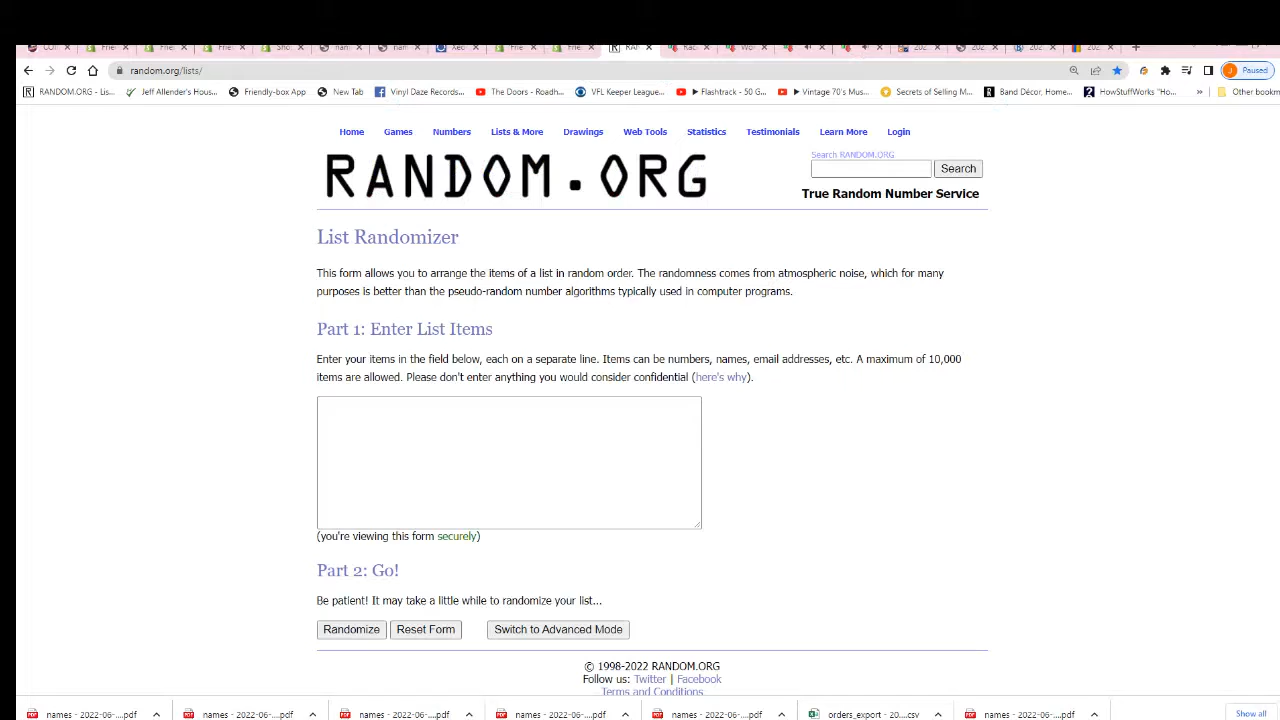 random.org/lists/
Paused
RANDOM.ORG - Lis...
Jeff Allender's Hous...
Friendly-box App
New Tab
Vinyl Daze Records...
The Doors - Roadh...
VFL Keeper League...
Flashtrack - 50 G...
Vintage 70's Mus...
Secrets of Selling M...
Band Décor, Home...
HowStuffWorks "Ho...
»
Other bookm
Home Games Numbers Lists & More Drawings Web Tools Statistics Testimonials Learn More Login
RANDOM.ORG
Search RANDOM.ORG
Search
True Random Number Service
List Randomizer
This form allows you to arrange the items of a list in random order. The randomness comes from atmospheric noise, which for many
purposes is better than the pseudo-random number algorithms typically used in computer programs.
Part 1: Enter List Items
Enter your items in the field below, each on a separate line. Items can be numbers, names, email addresses, etc. A maximum of 10,000
items are allowed. Please don't enter anything you would consider confidential (here's why).
(you're viewing this form securely)
Part 2: Go!
Be patient! It may take a little while to randomize your list...
Randomize Reset Form Switch to Advanced Mode
© 1998-2022 RANDOM.ORG
Follow us: Twitter | Facebook
Terms and Conditions
names - 2022-06-....pdf
names - 2022-06-....pdf
names - 2022-06-....pdf
names - 2022-06-....pdf
names - 2022-06-....pdf
orders_export - 20....csv
names - 2022-06-....pdf
Show all